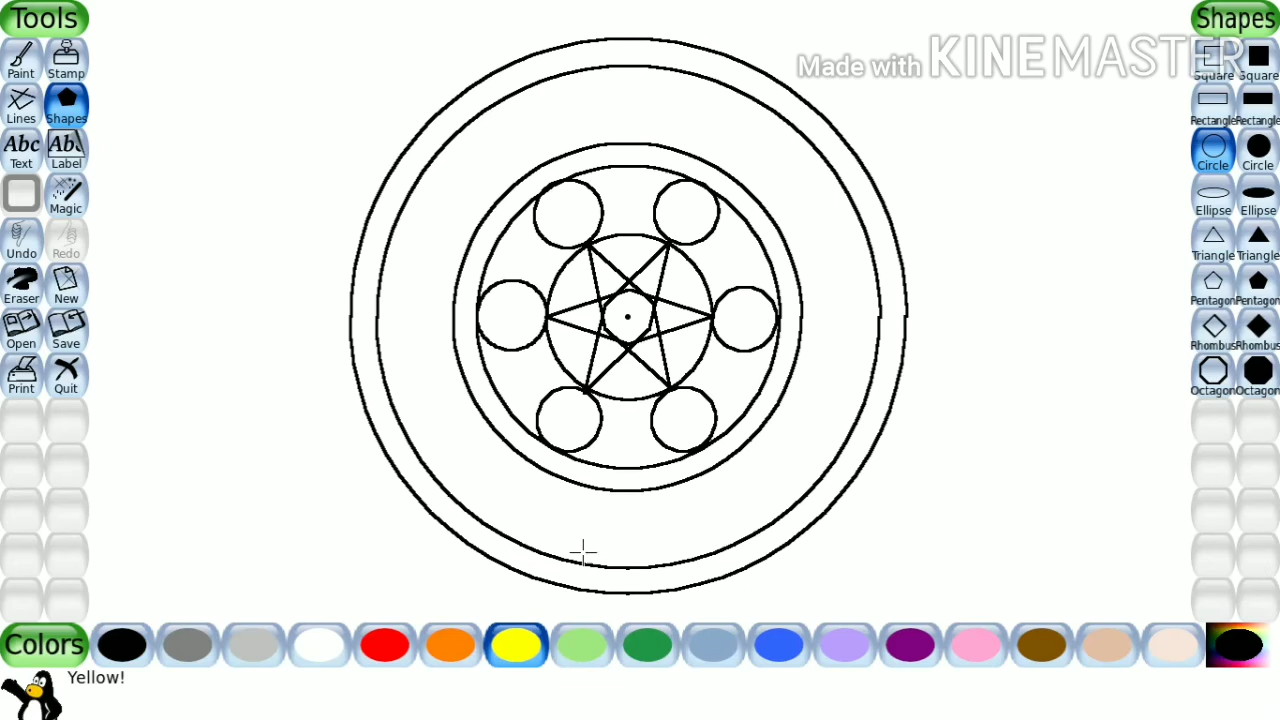 Tools
Shapes
Made with KINEMASTER
Paint
Stamp
Square
Square
Lines
Shapes
Rectangle
Rectangle
Abc
Abc
Text
Label
Circle
Circle
Magic
Ellipse
Ellipse
Undo
Redo
Triangle
Triangle
Eraser
New
Pentagon
Pentagon
Open
Save
Rhombus
Rhombus
Print
Quit
Octagon
Octagon
Colors
Yellow!